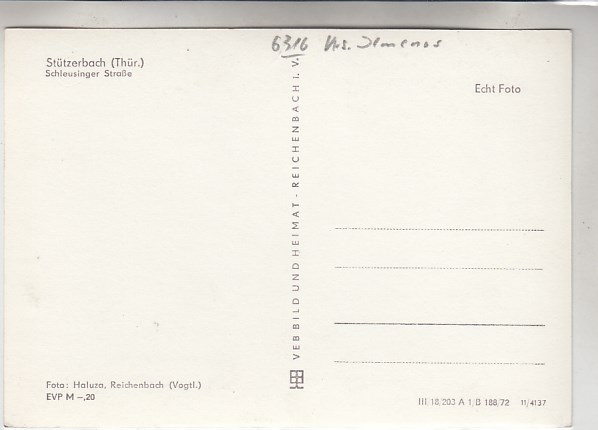 6316 Krs. Ilmenau
Stützerbach (Thür.)
Schleusinger Straße
Echt Foto
VEB BILD UND HEIMAT - REICHENBACH I. V.
Foto: Haluza, Reichenbach (Vogtl.)
EVP M –,20
III/18/203 A 1/B 188/72 11/4137